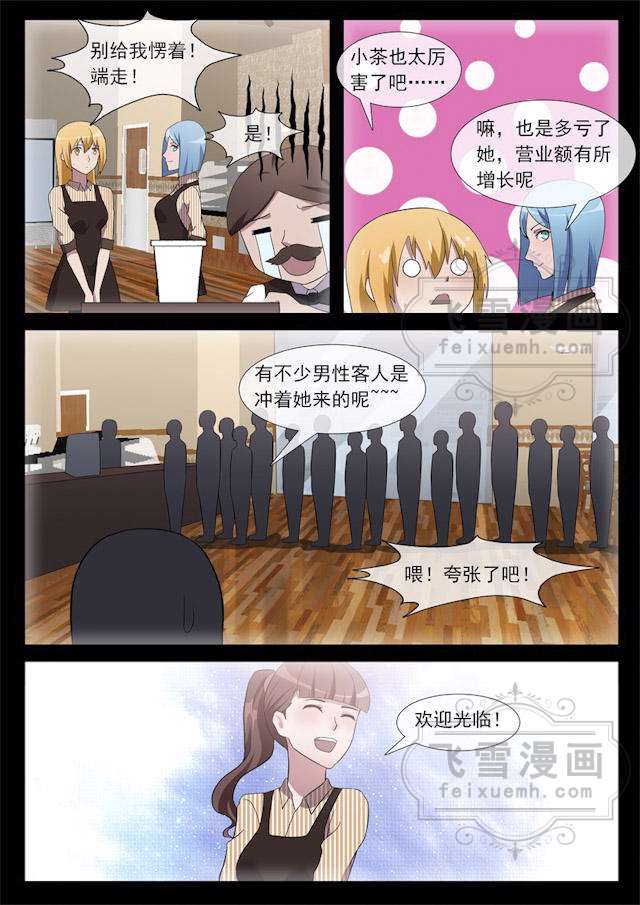 别给我愣着！
端走！
是！
小茶也太厉
害了吧……
嘛，也是多亏了
她，营业额有所
增长呢
飞雪漫画
feixuemh.com
有不少男性客人是
冲着她来的呢~~~
喂！夸张了吧！
欢迎光临！
飞雪漫画
feixuemh.com